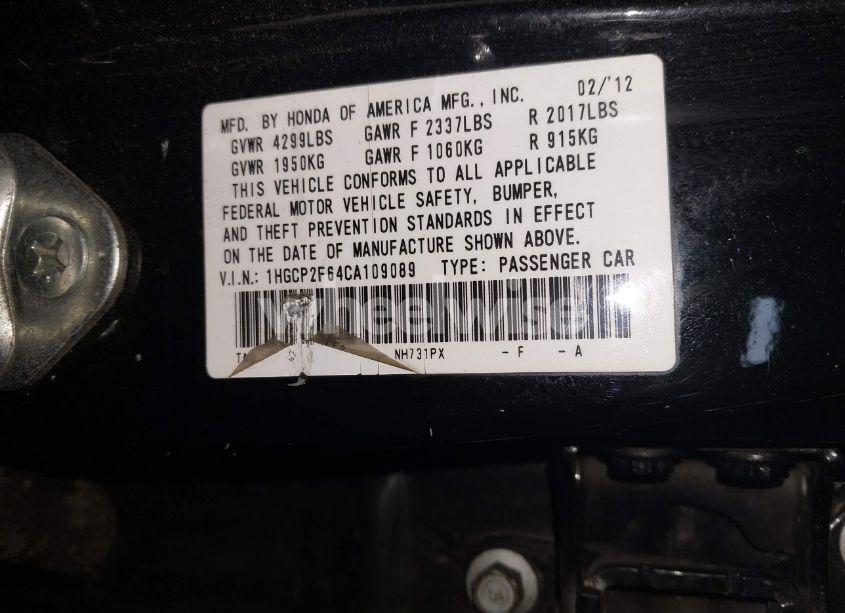 MFD. BY HONDA OF AMERICA MFG., INC. 02/'12
GVWR 4299LBS GAWR F 2337LBS R 2017LBS
GVWR 1950KG GAWR F 1060KG R 915KG
THIS VEHICLE CONFORMS TO ALL APPLICABLE
FEDERAL MOTOR VEHICLE SAFETY, BUMPER,
AND THEFT PREVENTION STANDARDS IN EFFECT
ON THE DATE OF MANUFACTURE SHOWN ABOVE.
V.I.N.: 1HGCP2F64CA109089 TYPE: PASSENGER CAR
wheelwise
NH731PX - F - A